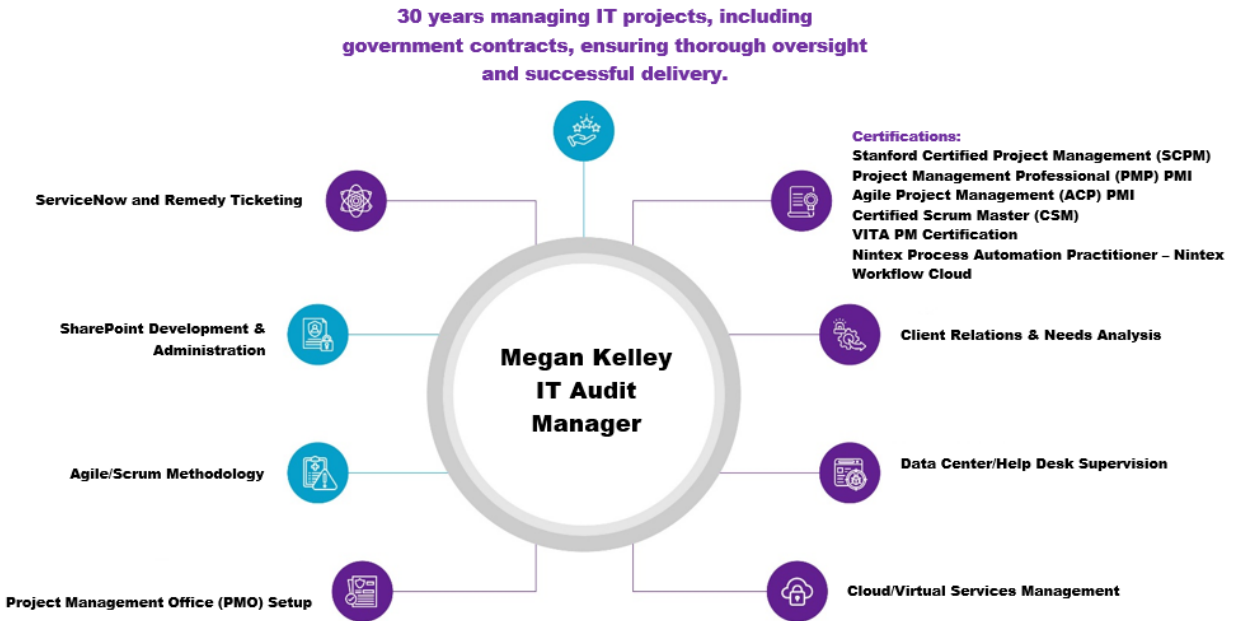 30 years managing IT projects, including
government contracts, ensuring thorough oversight
and successful delivery.
Certifications:
Stanford Certified Project Management (SCPM)
Project Management Professional (PMP) PMI
Agile Project Management (ACP) PMI
Certified Scrum Master (CSM)
VITA PM Certification
Nintex Process Automation Practitioner – Nintex
Workflow Cloud
ServiceNow and Remedy Ticketing
SharePoint Development &
Administration
Client Relations & Needs Analysis
Megan Kelley
IT Audit
Manager
Agile/Scrum Methodology
Data Center/Help Desk Supervision
Project Management Office (PMO) Setup
Cloud/Virtual Services Management